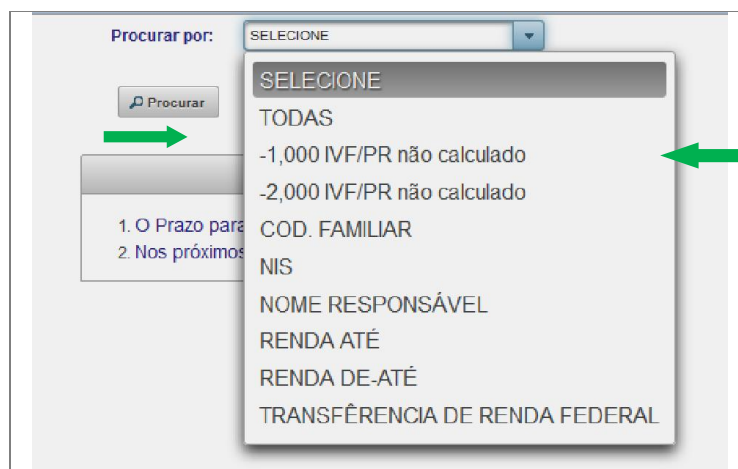 Procurar por:
SELECIONE
SELECIONE
TODAS
-1,000 IVF/PR não calculado
-2,000 IVF/PR não calculado
COD. FAMILIAR
NIS
NOME RESPONSÁVEL
RENDA ATÉ
RENDA DE-ATÉ
TRANSFÊRENCIA DE RENDA FEDERAL
Procurar
1. O Prazo para
2. Nos próximos